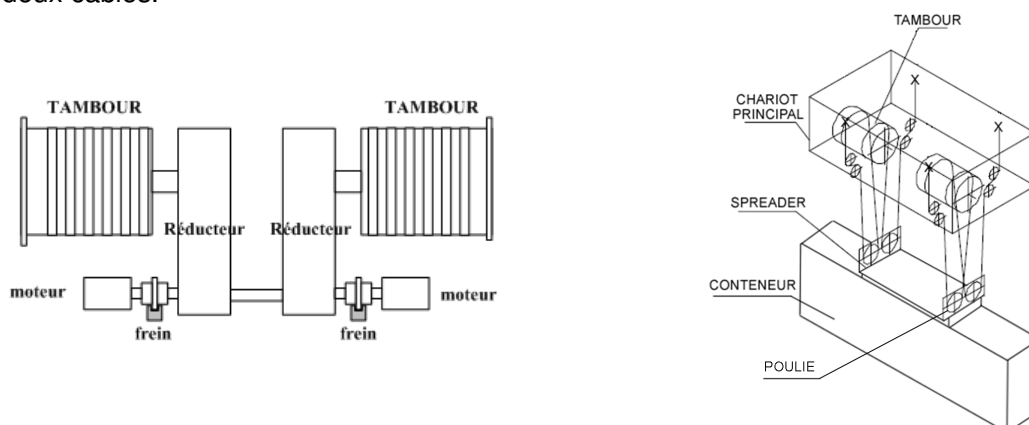 deux câbles.
TAMBOUR
TAMBOUR
Réducteur
Réducteur
moteur
moteur
frein
frein
TAMBOUR
X
CHARIOT
PRINCIPAL
X
X
X
SPREADER
CONTENEUR
POULIE